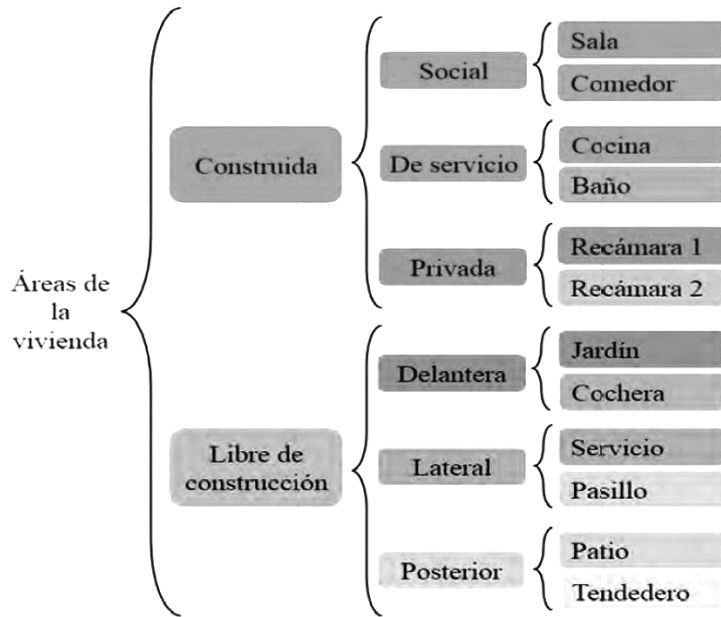 Áreas de
la
vivienda
Construida
Social
Sala
Comedor
De servicio
Cocina
Baño
Privada
Recámara 1
Recámara 2
Libre de
construcción
Delantera
Jardín
Cochera
Lateral
Servicio
Pasillo
Posterior
Patio
Tendedero